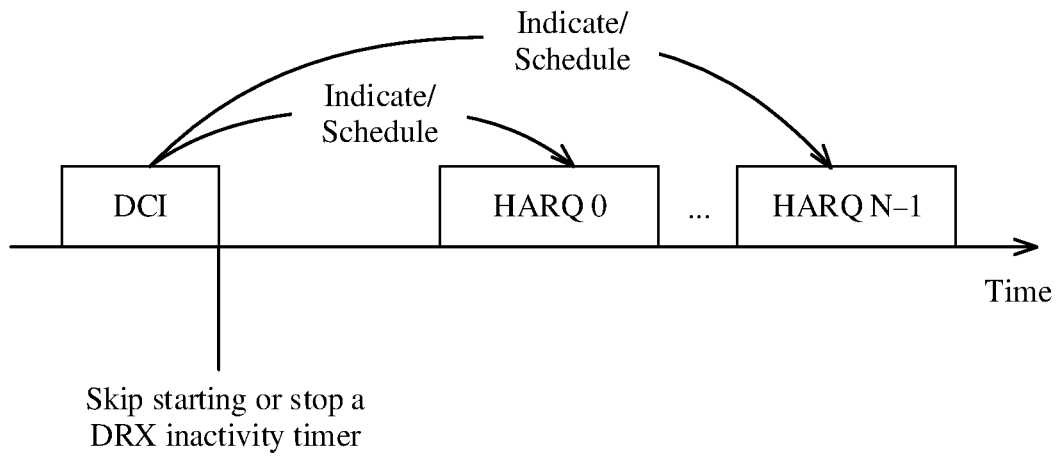 Indicate/
Schedule
Indicate/
Schedule
DCI
HARQ 0
...
HARQ N–1
Time
Skip starting or stop a
DRX inactivity timer